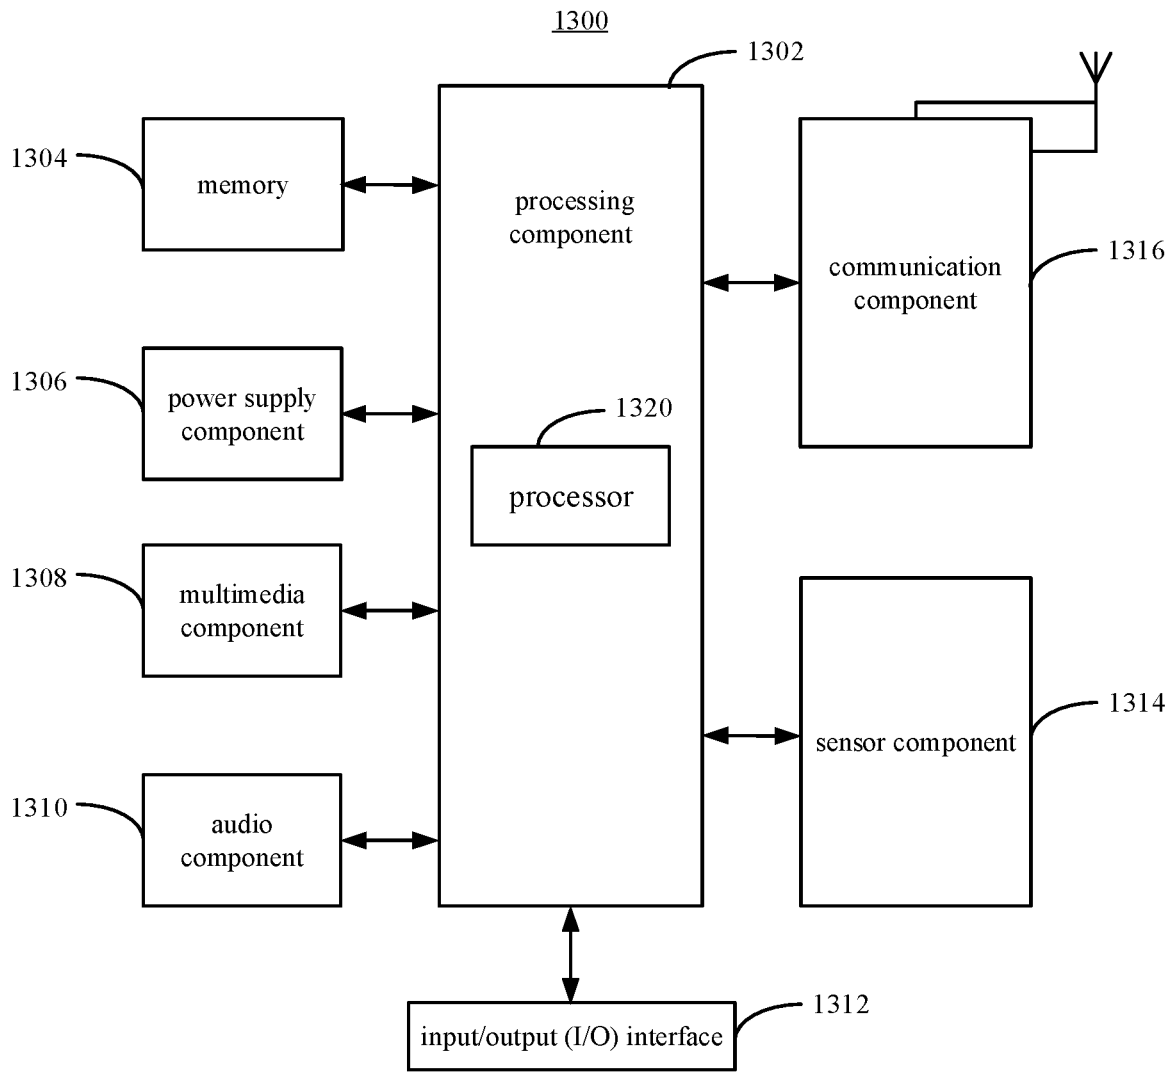 1300
1302
1304
memory
processing
component
communication
component
1316
1306
power supply
component
1320
processor
1308
multimedia
component
1314
sensor component
1310
audio
component
1312
input/output (I/O) interface